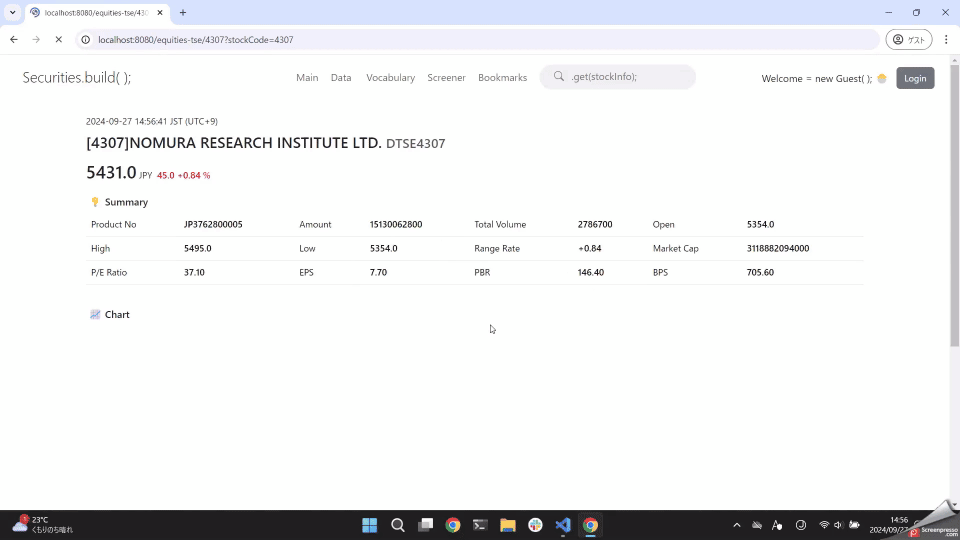 localhost:8080/equities-tse/430
localhost:8080/equities-tse/4307?stockCode=4307
ゲスト
Securities.build( );
Main Data Vocabulary Screener Bookmarks .get(stockInfo); Welcome = new Guest( ); Login
2024-09-27 14:56:41 JST (UTC+9)
[4307]NOMURA RESEARCH INSTITUTE LTD. DTSE4307
5431.0 JPY 45.0 +0.84 %
Summary
Product No JP3762800005 Amount 15130062800 Total Volume 2786700 Open 5354.0
High 5495.0 Low 5354.0 Range Rate +0.84 Market Cap 3118882094000
P/E Ratio 37.10 EPS 7.70 PBR 146.40 BPS 705.60
Chart
1
23°C
くもりのち晴れ
14:56
2024/09/27
Screenpresso
.com